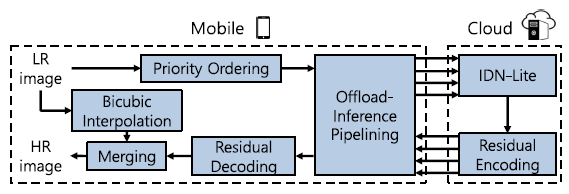 Mobile
Cloud
LR
image
Priority Ordering
Offload-
Inference
Pipelining
IDN-Lite
Bicubic
Interpolation
HR
image
Merging
Residual
Decoding
Residual
Encoding